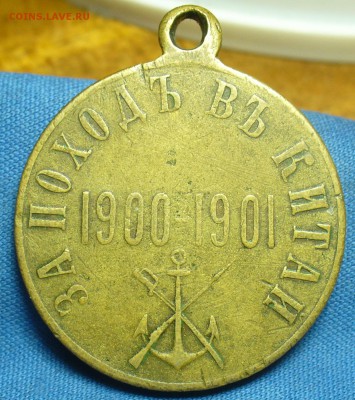 COINS.LAVE.RU
ЗА ПОХОДЪ ВЪ КИТАЙ
1900-1901